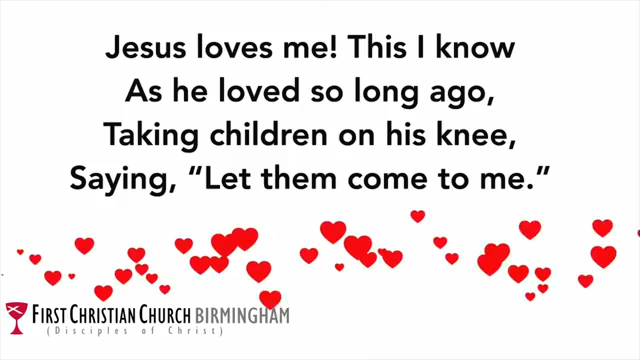 Jesus loves me! This I know
As he loved so long ago,
Taking children on his knee,
Saying, “Let them come to me.”
FIRST CHRISTIAN CHURCH BIRMINGHAM
(Disciples of Christ)